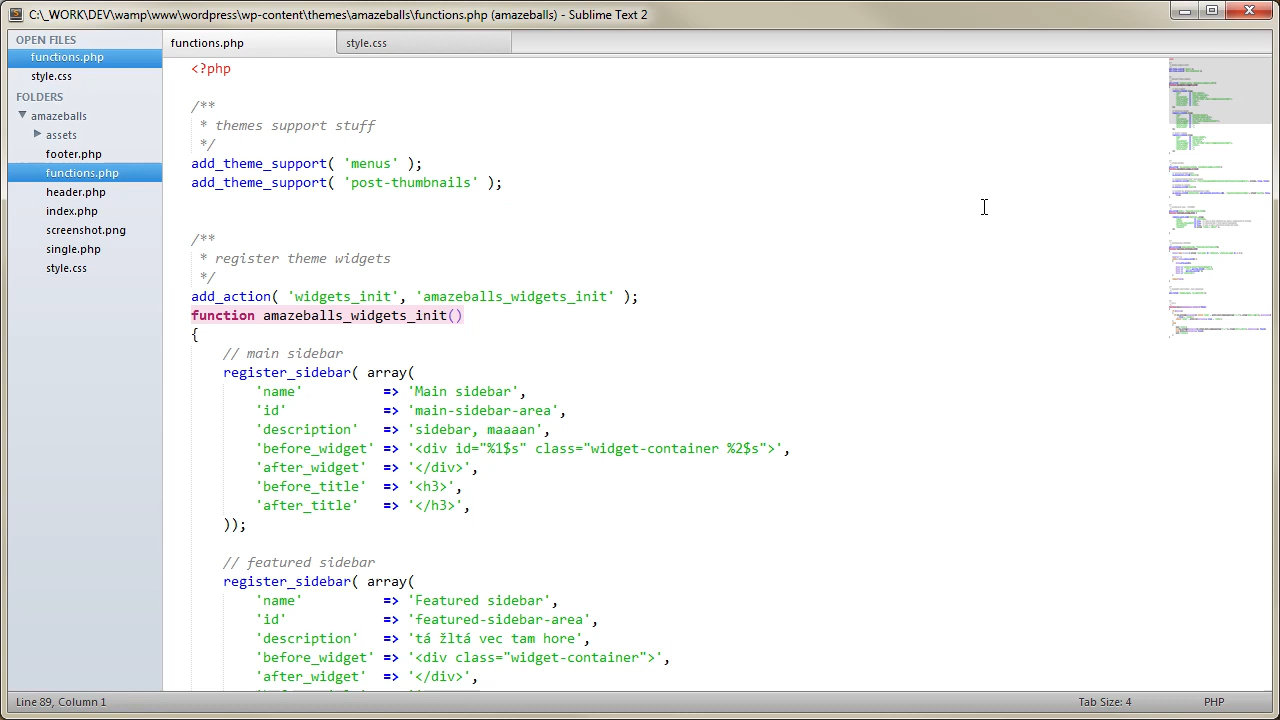 C:\_WORK\DEV\wamp\www\wordpress\wp-content\themes\amazeballs\functions.php (amazeballs) - Sublime Text 2
OPEN FILES
functions.php
style.css
FOLDERS
amazeballs
assets
footer.php
functions.php
header.php
index.php
screenshot.png
single.php
style.css
functions.php
style.css
<?php
/**
 * themes support stuff
 */
add_theme_support( 'menus' );
add_theme_support( 'post-thumbnails' );
/**
 * register theme widgets
 */
add_action( 'widgets_init', 'amazeballs_widgets_init' );
function amazeballs_widgets_init()
{
// main sidebar
register_sidebar( array(
'name' => 'Main sidebar',
'id' => 'main-sidebar-area',
'description' => 'sidebar, maaaan',
'before_widget' => '<div id="%1$s" class="widget-container %2$s">',
'after_widget' => '</div>',
'before_title' => '<h3>',
'after_title' => '</h3>',
));
// featured sidebar
register_sidebar( array(
'name' => 'Featured sidebar',
'id' => 'featured-sidebar-area',
'description' => 'tá žltá vec tam hore',
'before_widget' => '<div class="widget-container">',
'after_widget' => '</div>',
Line 89, Column 1
Tab Size: 4
PHP